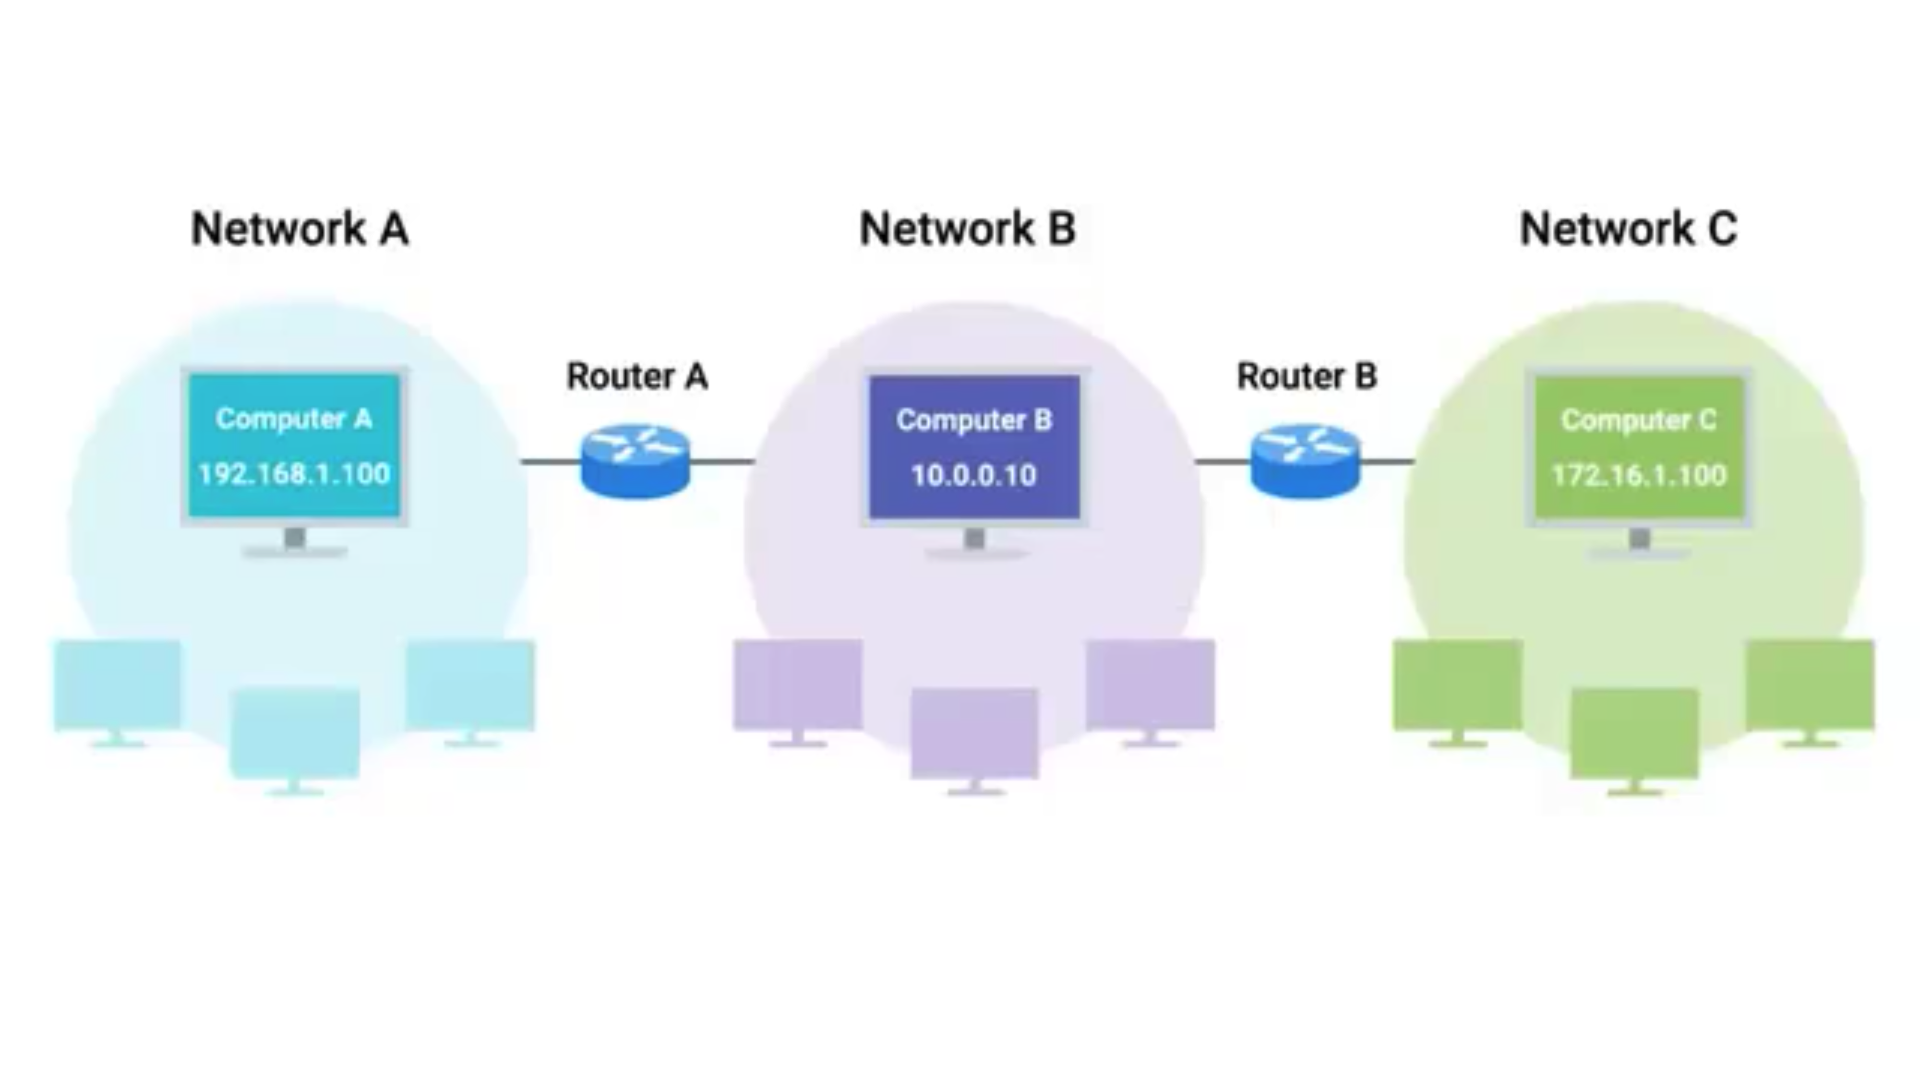 Network A
Network B
Network C
Router A
Router B
Computer A
192.168.1.100
Computer B
10.0.0.10
Computer C
172.16.1.100